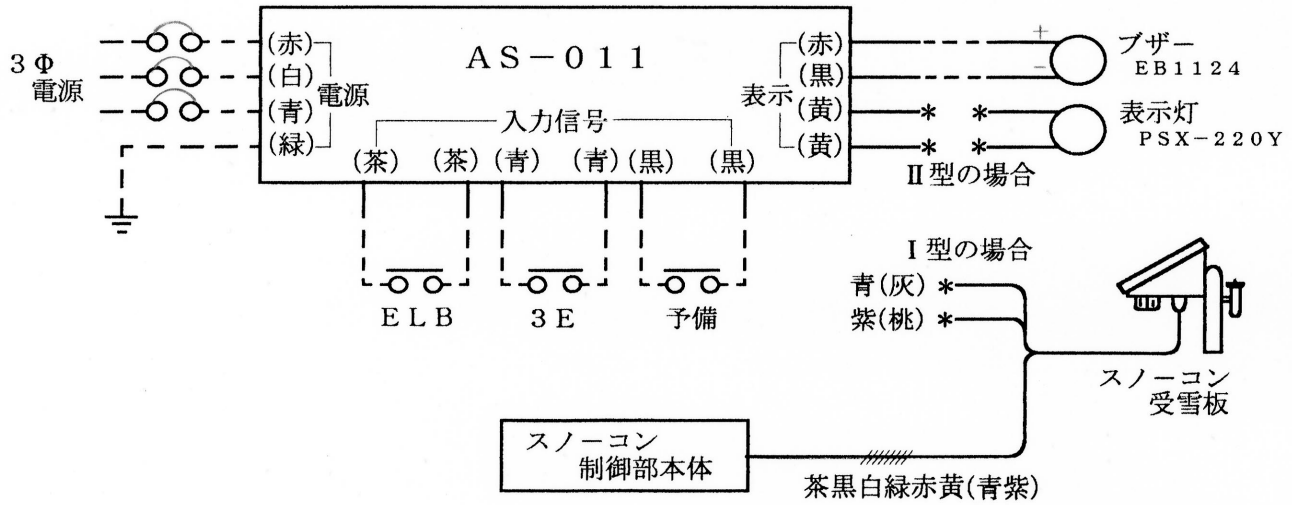 3Φ
電源
(赤)
(白)
(青)
(緑)
電源
AS-011
入力信号
(茶) (茶) (青) (青) (黒) (黒)
表示
(赤)
(黒)
(黄)
(黄)
+
−
ブザー
EB1124
* *
* *
表示灯
PSX-220Y
II型の場合
ELB
3E
予備
I型の場合
青(灰) *
紫(桃) *
スノーコン
受雪板
スノーコン
制御部本体
茶黒白緑赤黄(青紫)